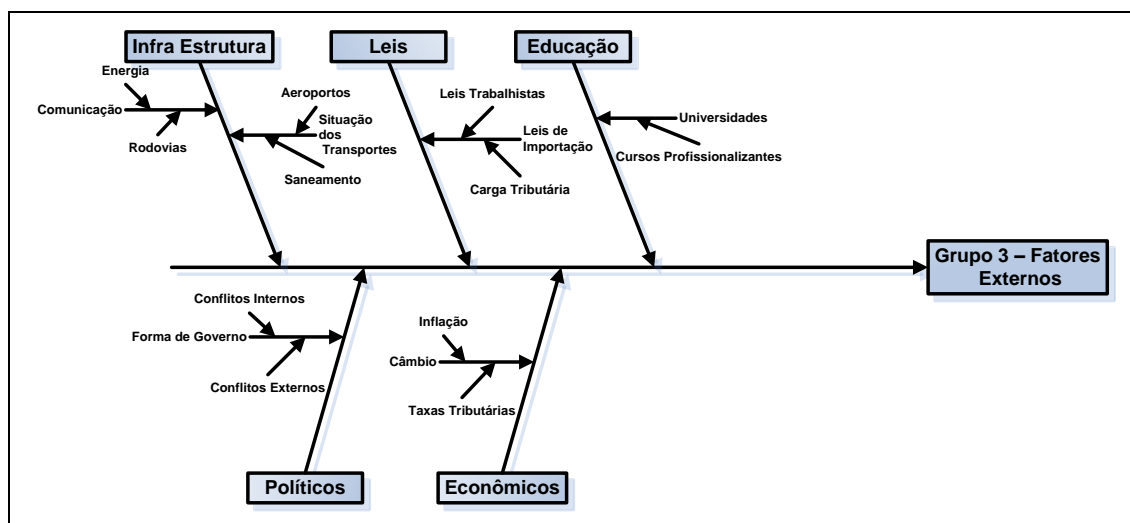 Infra Estrutura
Leis
Educação
Energia
Comunicação
Rodovias
Aeroportos
Situação
dos
Transportes
Saneamento
Leis Trabalhistas
Leis de
Importação
Carga Tributária
Universidades
Cursos Profissionalizantes
Grupo 3 – Fatores
Externos
Conflitos Internos
Forma de Governo
Conflitos Externos
Inflação
Câmbio
Taxas Tributárias
Políticos
Econômicos